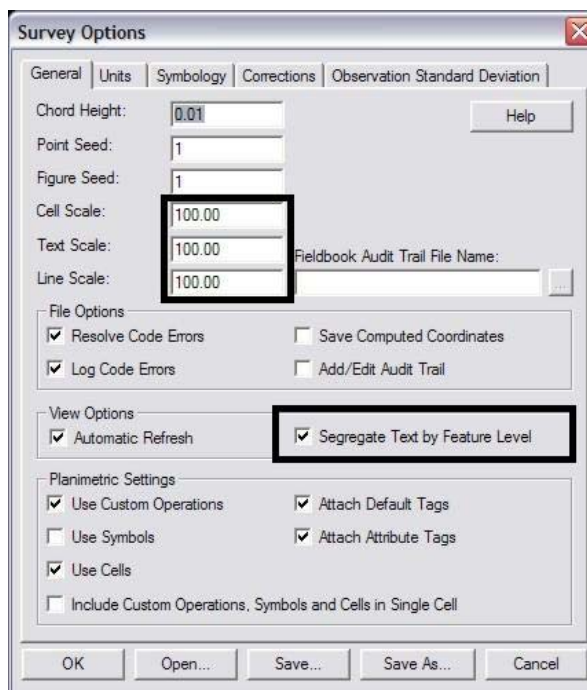 Survey Options
General Units Symbology Corrections Observation Standard Deviation
Chord Height: 0.01 Help
Point Seed: 1
Figure Seed: 1
Cell Scale: 100.00
Text Scale: 100.00 Fieldbook Audit Trail File Name:
Line Scale: 100.00 ...
File Options
Resolve Code Errors Save Computed Coordinates
Log Code Errors Add/Edit Audit Trail
View Options
Automatic Refresh Segregate Text by Feature Level
Planimetric Settings
Use Custom Operations Attach Default Tags
Use Symbols Attach Attribute Tags
Use Cells
Include Custom Operations, Symbols and Cells in Single Cell
OK Open... Save... Save As... Cancel